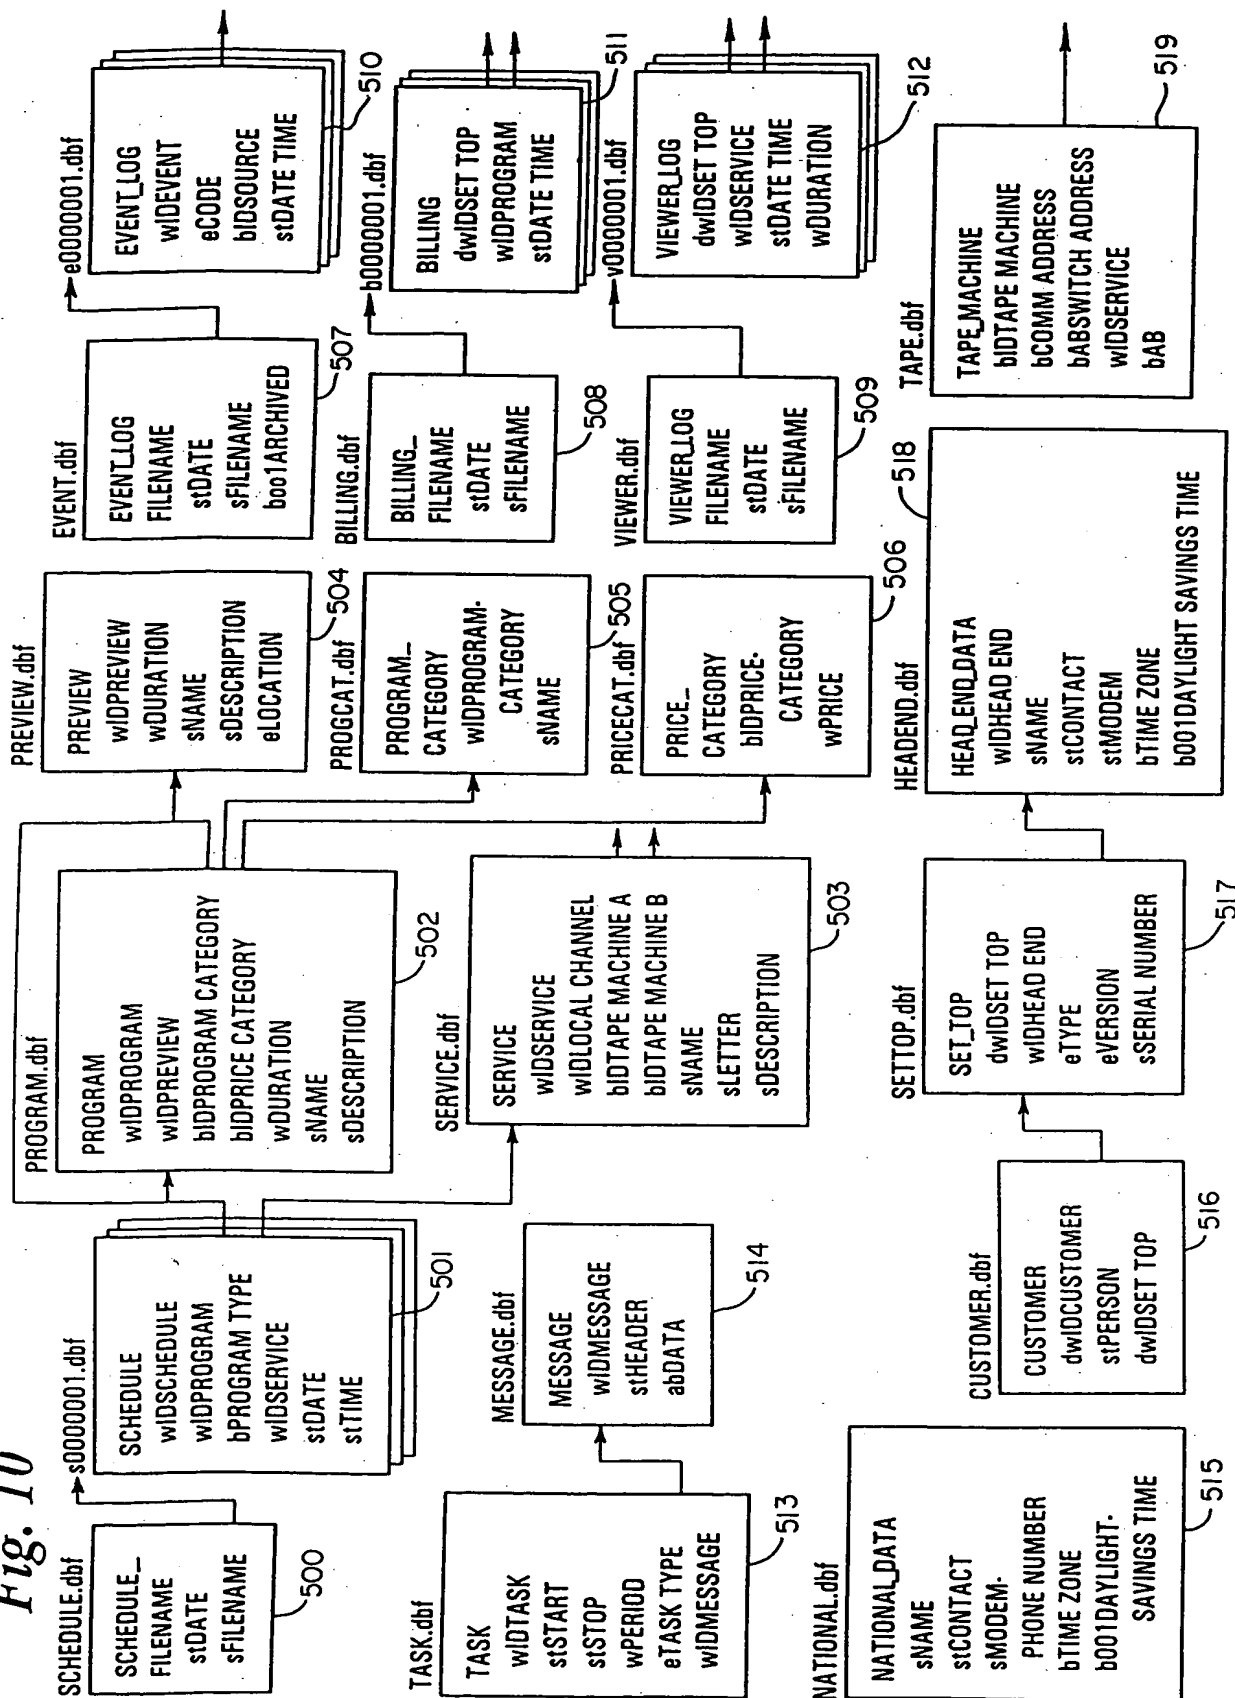 Fig. 10
SCHEDULE.dbf
SCHEDULE_
FILENAME
stDATE
sFILENAME
500
s0000001.dbf
SCHEDULE
wIDSCHEDULE
wIDPROGRAM
bPROGRAM TYPE
wIDSERVICE
stDATE
stTIME
501
PROGRAM.dbf
PROGRAM
wIDPROGRAM
wIDPREVIEW
bIDPROGRAM CATEGORY
bIDPRICE CATEGORY
wDURATION
sNAME
sDESCRIPTION
502
PREVIEW.dbf
PREVIEW
wIDPREVIEW
wDURATION
sNAME
sDESCRIPTION
eLOCATION
504
EVENT.dbf
EVENT_LOG
FILENAME
stDATE
sFILENAME
boo1ARCHIVED
507
e0000001.dbf
EVENT_LOG
wIDEVENT
eCODE
bIDSOURCE
stDATE TIME
510
PROGCAT.dbf
PROGRAM_
CATEGORY
wIDPROGRAM-
CATEGORY
sNAME
505
BILLING.dbf
BILLING_
FILENAME
stDATE
sFILENAME
508
b0000001.dbf
BILLING
dwIDSET TOP
wIDPROGRAM
stDATE TIME
511
TASK.dbf
TASK
wIDTASK
stSTART
stSTOP
wPERIOD
eTASK TYPE
wIDMESSAGE
513
MESSAGE.dbf
MESSAGE
wIDMESSAGE
stHEADER
abDATA
514
SERVICE.dbf
SERVICE
wIDSERVICE
wIDLOCAL CHANNEL
bIDTAPE MACHINE A
bIDTAPE MACHINE B
sNAME
sLETTER
sDESCRIPTION
503
PRICECAT.dbf
PRICE_
CATEGORY
bIDPRICE-
CATEGORY
wPRICE
506
VIEWER.dbf
VIEWER_LOG
FILENAME
stDATE
sFILENAME
509
v0000001.dbf
VIEWER_LOG
dwIDSET TOP
wIDSERVICE
stDATE TIME
wDURATION
512
NATIONAL.dbf
NATIONAL_DATA
sNAME
stCONTACT
sMODEM-
PHONE NUMBER
bTIME ZONE
b001DAYLIGHT-
SAVINGS TIME
515
CUSTOMER.dbf
CUSTOMER
dwIDCUSTOMER
stPERSON
dwIDSET TOP
516
SETTOP.dbf
SET_TOP
dwIDSET TOP
wIDHEAD END
eTYPE
eVERSION
sSERIAL NUMBER
517
HEADEND.dbf
HEAD_END_DATA
wIDHEAD END
sNAME
stCONTACT
stMODEM
bTIME ZONE
b001DAYLIGHT SAVINGS TIME
518
TAPE.dbf
TAPE_MACHINE
bIDTAPE MACHINE
bCOMM ADDRESS
bABSWITCH ADDRESS
wIDSERVICE
bAB
519